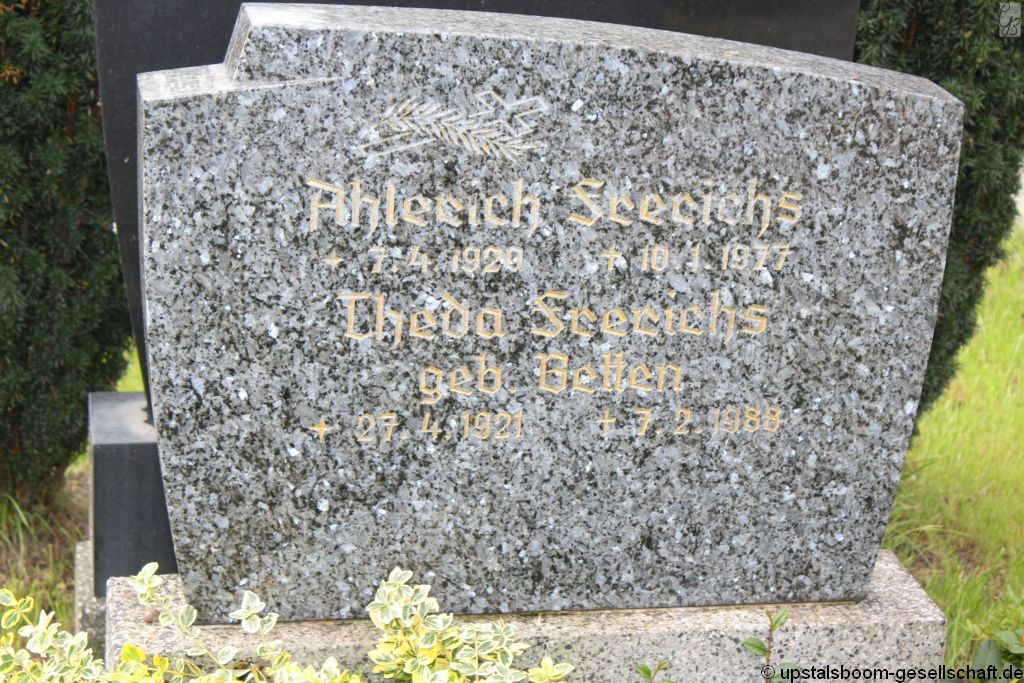 Ahlerich Frerichs
✦ 7. 4. 1920 † 10. 1. 1977
Theda Frerichs
geb. Betten
✦ 27. 4. 1921 † 7. 2. 1988
© upstalsboom-gesellschaft.de